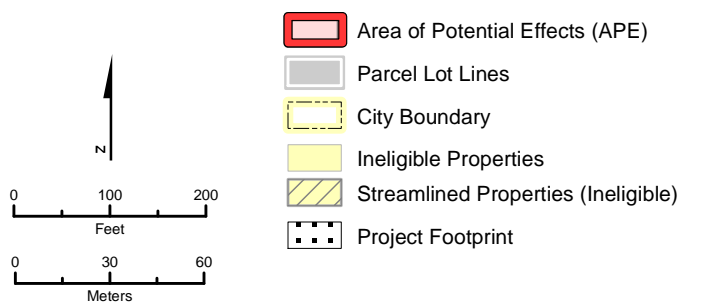 N
0 100 200
Feet
0 30 60
Meters
Area of Potential Effects (APE)
Parcel Lot Lines
City Boundary
Ineligible Properties
Streamlined Properties (Ineligible)
Project Footprint